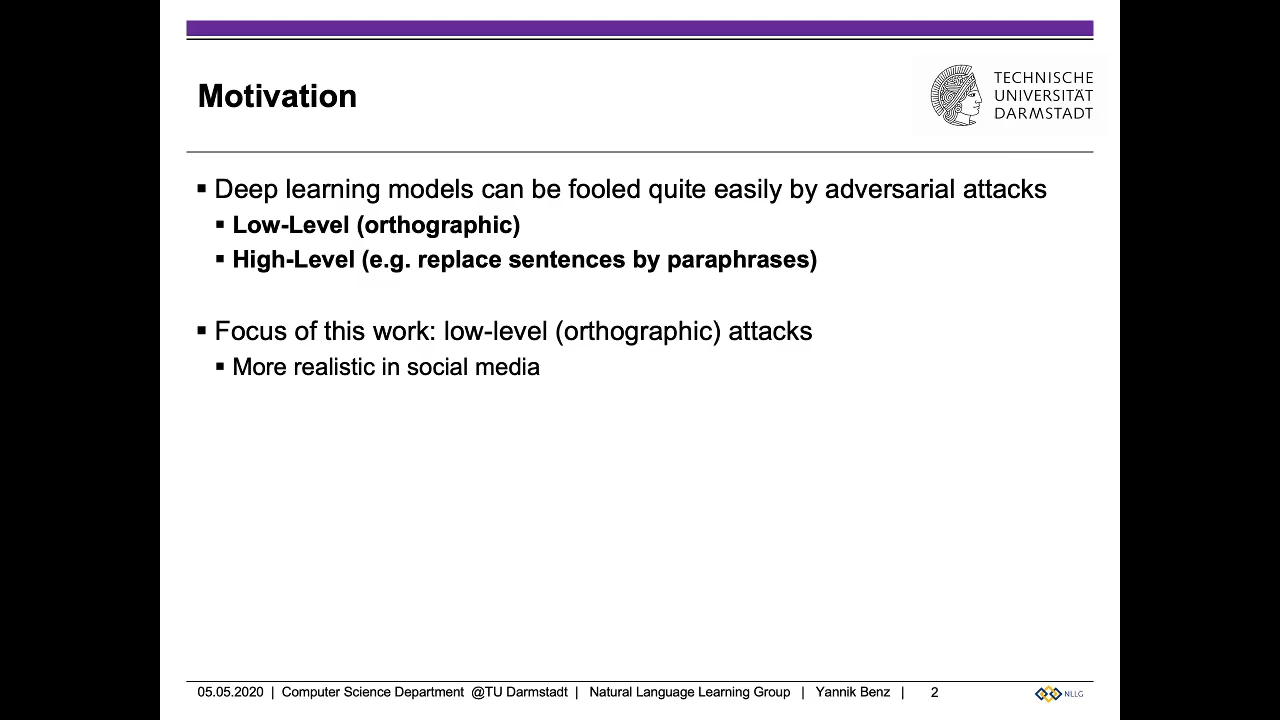 Motivation
TECHNISCHE
UNIVERSITÄT
DARMSTADT
▪ Deep learning models can be fooled quite easily by adversarial attacks
▪ Low-Level (orthographic)
▪ High-Level (e.g. replace sentences by paraphrases)
▪ Focus of this work: low-level (orthographic) attacks
▪ More realistic in social media
05.05.2020 | Computer Science Department @TU Darmstadt | Natural Language Learning Group | Yannik Benz | 2
NLLG